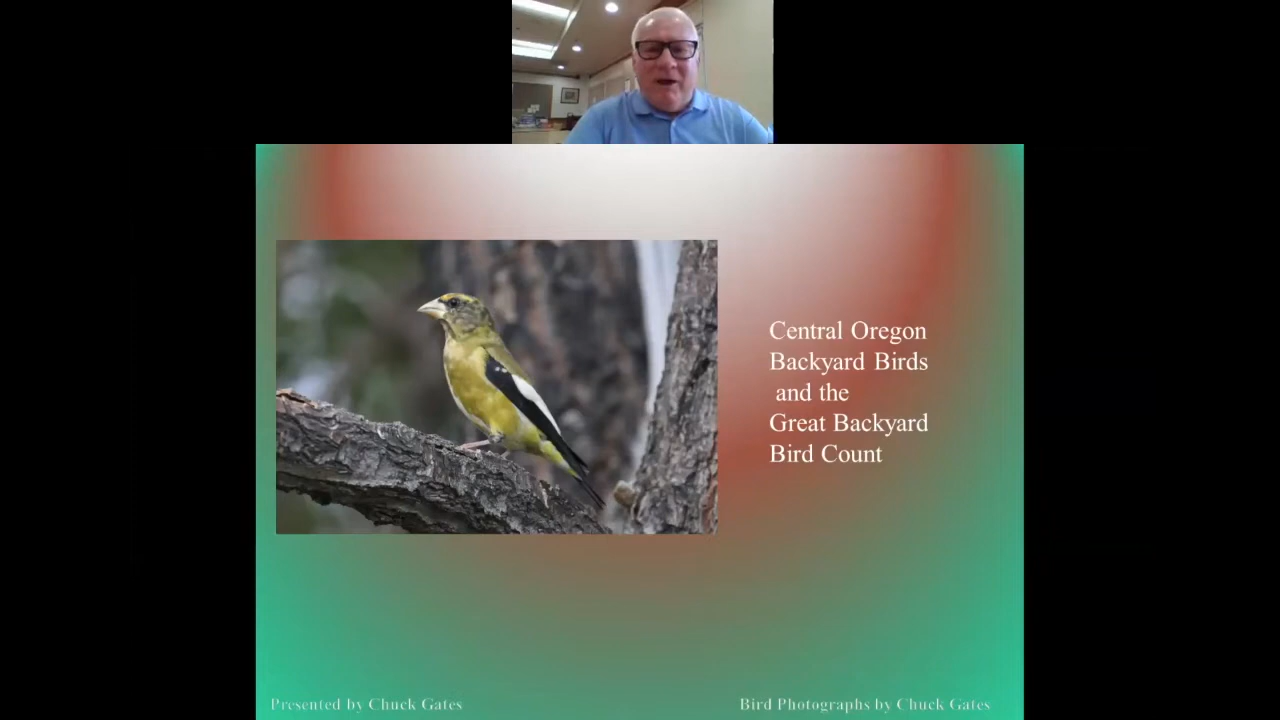 Central Oregon
Backyard Birds
and the
Great Backyard
Bird Count
Presented by Chuck Gates
Bird Photographs by Chuck Gates